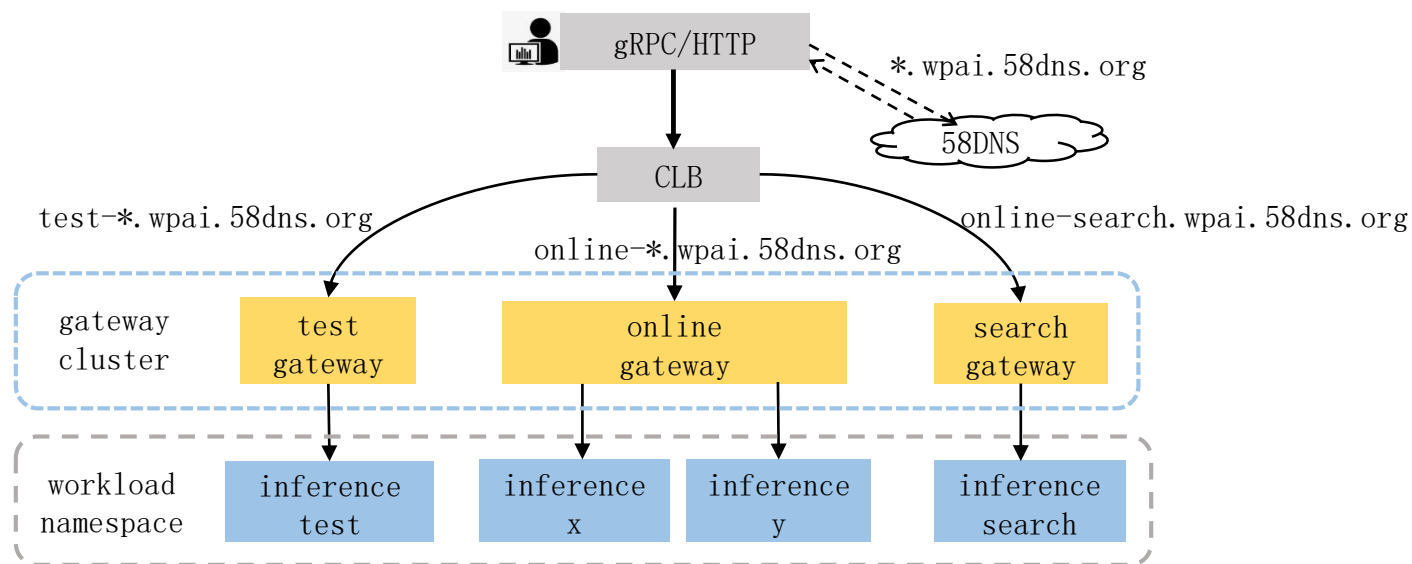 gRPC/HTTP
*.wpai.58dns.org
58DNS
CLB
test-*.wpai.58dns.org
online-*.wpai.58dns.org
online-search.wpai.58dns.org
gateway
cluster
test
gateway
online
gateway
search
gateway
workload
namespace
inference
test
inference
x
inference
y
inference
search